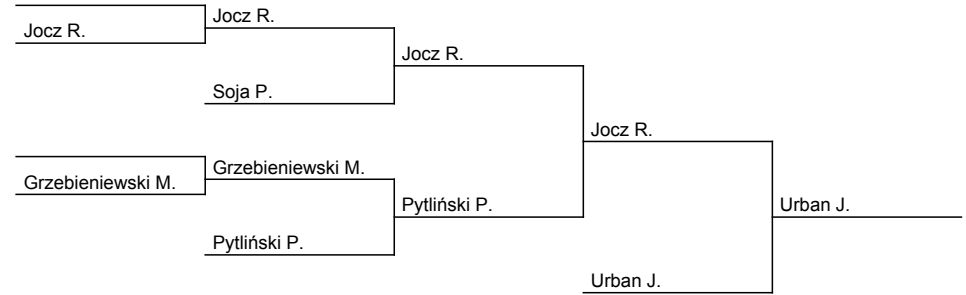 Jocz R.
Jocz R.
Soja P.
Jocz R.
Grzebieniewski M.
Grzebieniewski M.
Pytliński P.
Pytliński P.
Jocz R.
Urban J.
Urban J.